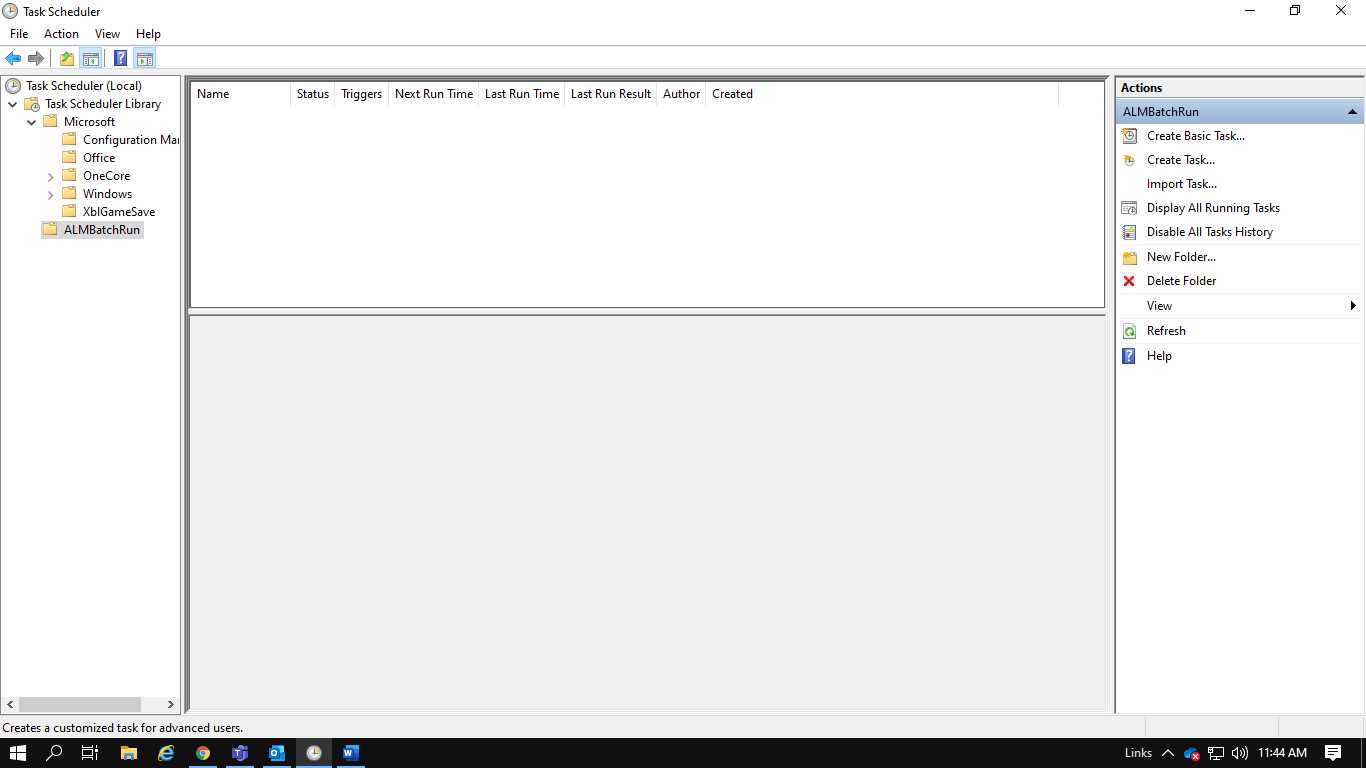 Task Scheduler
File Action View Help
Task Scheduler (Local)
Task Scheduler Library
Microsoft
Configuration Mar
Office
OneCore
Windows
XblGameSave
ALMBatchRun
Name Status Triggers Next Run Time Last Run Time Last Run Result Author Created
Actions
ALMBatchRun
Create Basic Task...
Create Task...
Import Task...
Display All Running Tasks
Disable All Tasks History
New Folder...
Delete Folder
View
Refresh
Help
Creates a customized task for advanced users.
Links 11:44 AM